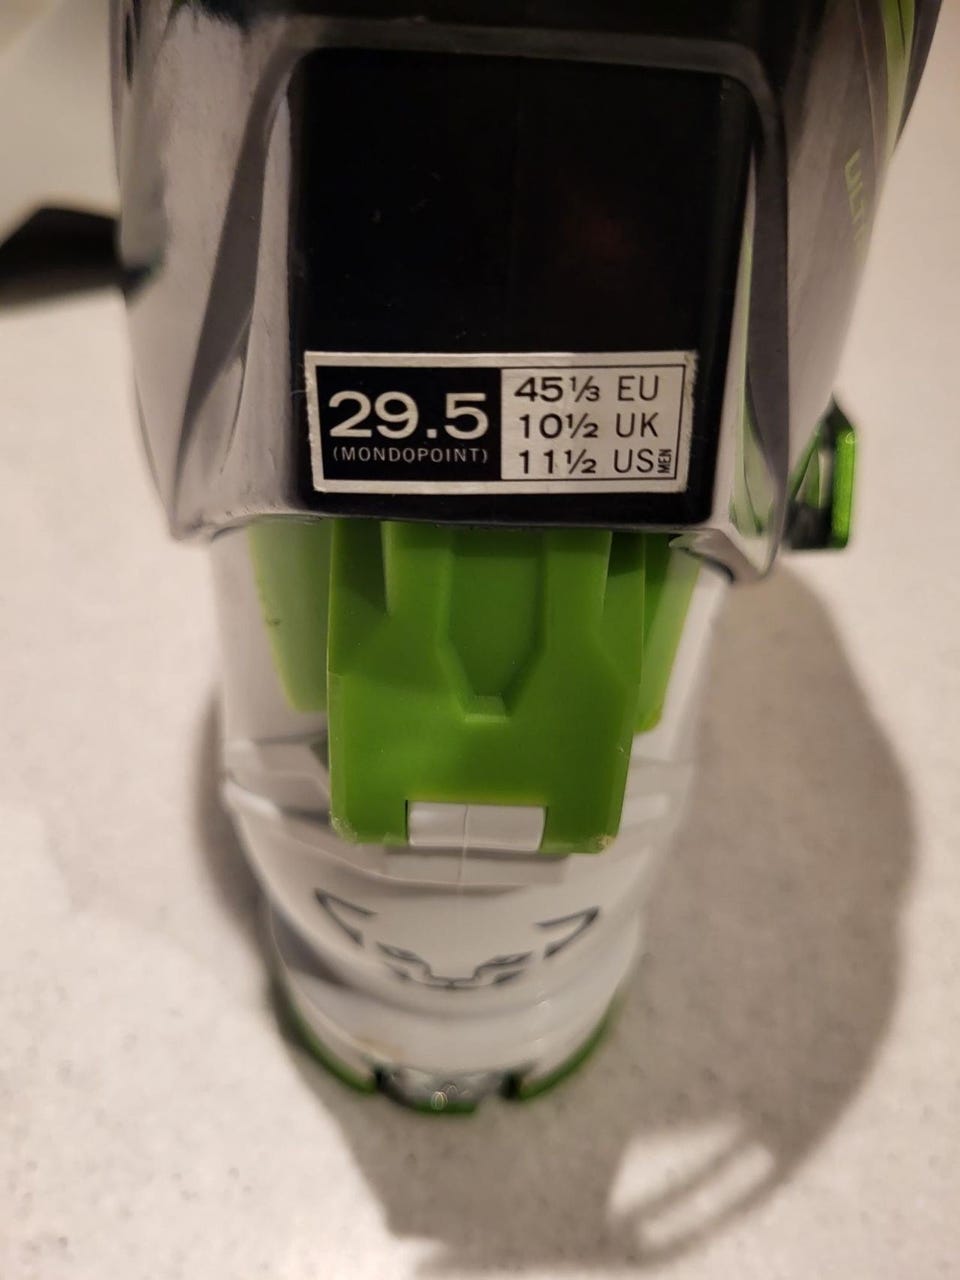 29.5
(MONDOPOINT)
45⅓ EU
10½ UK
11½ US MEN